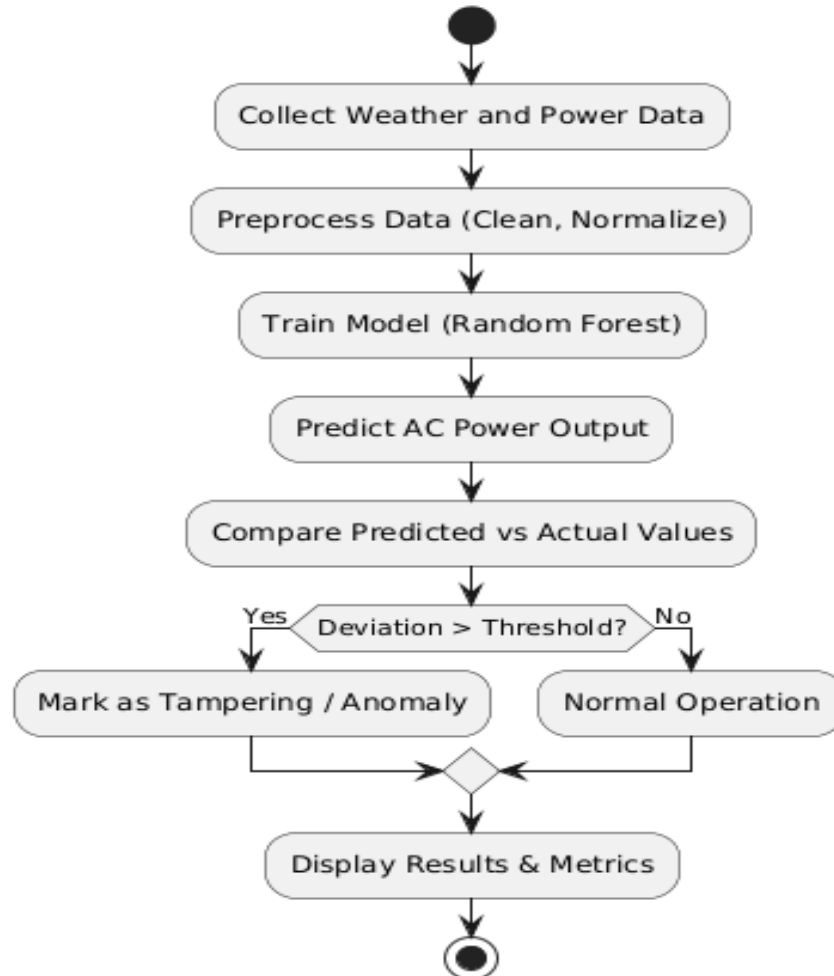 Collect Weather and Power Data
Preprocess Data (Clean, Normalize)
Train Model (Random Forest)
Predict AC Power Output
Compare Predicted vs Actual Values
Yes
Deviation > Threshold?
No
Mark as Tampering / Anomaly
Normal Operation
Display Results & Metrics